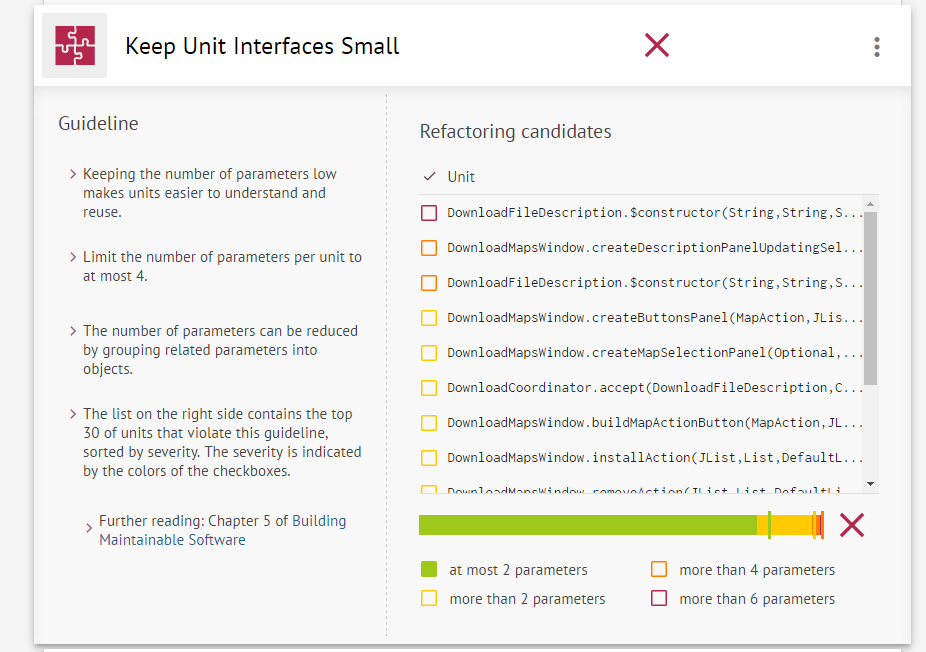 Keep Unit Interfaces Small
Guideline
Keeping the number of parameters low
makes units easier to understand and
reuse.
Limit the number of parameters per unit to
at most 4.
The number of parameters can be reduced
by grouping related parameters into
objects.
The list on the right side contains the top
30 of units that violate this guideline,
sorted by severity. The severity is indicated
by the colors of the checkboxes.
Further reading: Chapter 5 of Building
Maintainable Software
Refactoring candidates
Unit
DownloadFileDescription.$constructor(String,String,S...
DownloadMapsWindow.createDescriptionPanelUpdatingSel...
DownloadFileDescription.$constructor(String,String,S...
DownloadMapsWindow.createButtonsPanel(MapAction,JLis...
DownloadMapsWindow.createMapSelectionPanel(Optional,...
DownloadCoordinator.accept(DownloadFileDescription,C...
DownloadMapsWindow.buildMapActionButton(MapAction,JL...
DownloadMapsWindow.installAction(JList,List,DefaultL...
DownloadMapsWindow.removeAction(JList,List,DefaultLi...
at most 2 parameters
more than 2 parameters
more than 4 parameters
more than 6 parameters